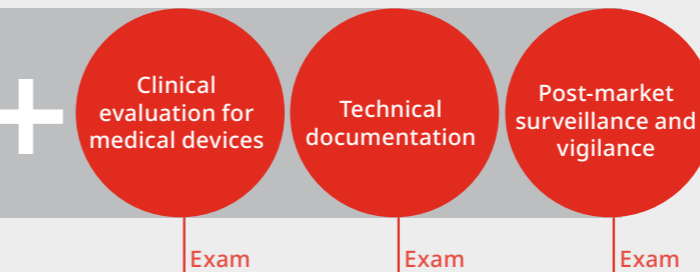 +
Clinical
evaluation for
medical devices
Technical
documentation
Post-market
surveillance and
vigilance
Exam
Exam
Exam